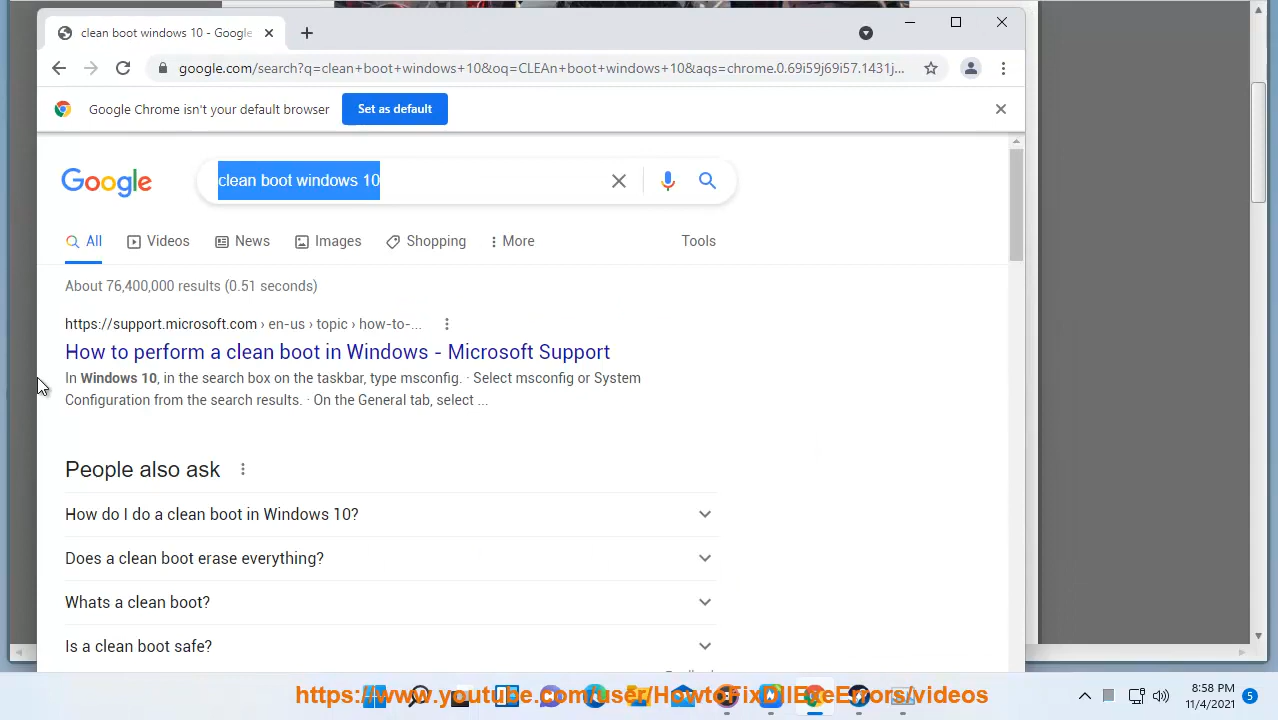 clean boot windows 10 - Google
google.com/search?q=clean+boot+windows+10&oq=CLEAn+boot+windows+10&aqs=chrome.0.69i59j69i57.1431j...
Google Chrome isn't your default browser
Set as default
Google
clean boot windows 10
All
Videos
News
Images
Shopping
More
Tools
About 76,400,000 results (0.51 seconds)
https://support.microsoft.com › en-us › topic › how-to-...
How to perform a clean boot in Windows - Microsoft Support
In Windows 10, in the search box on the taskbar, type msconfig. · Select msconfig or System
Configuration from the search results. · On the General tab, select ...
People also ask
How do I do a clean boot in Windows 10?
Does a clean boot erase everything?
Whats a clean boot?
Is a clean boot safe?
https://www.youtube.com/user/HowtoFixDllExeErrors/videos
8:58 PM
11/4/2021
5